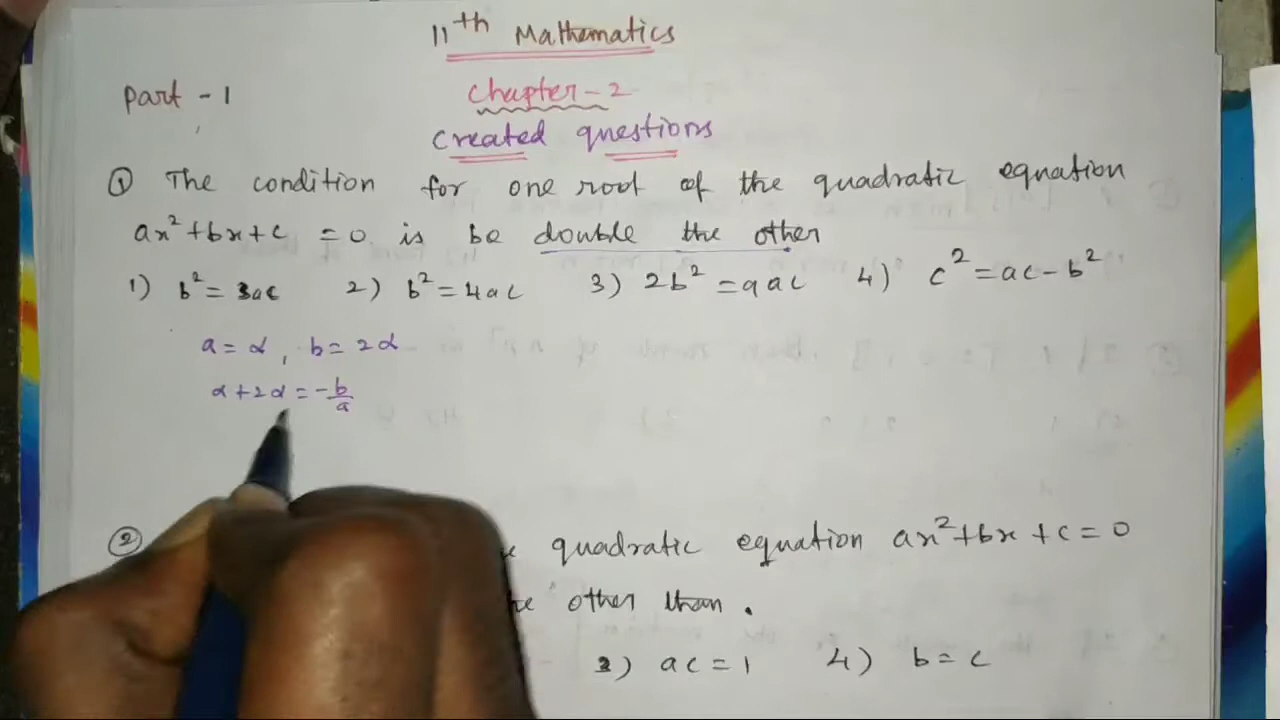 11th Mathematics
Part - 1
Chapter - 2
Created questions
① The condition for one root of the quadratic equation
ax²+bx+c =0 is be double the other
1) b²=3ac 2) b²=4ac 3) 2b²=9ac 4) c²=ac-b²
a=α, b=2α
α+2α=-b/a
② quadratic equation ax²+bx+c=0
other than.
3) ac=1 4) b=c